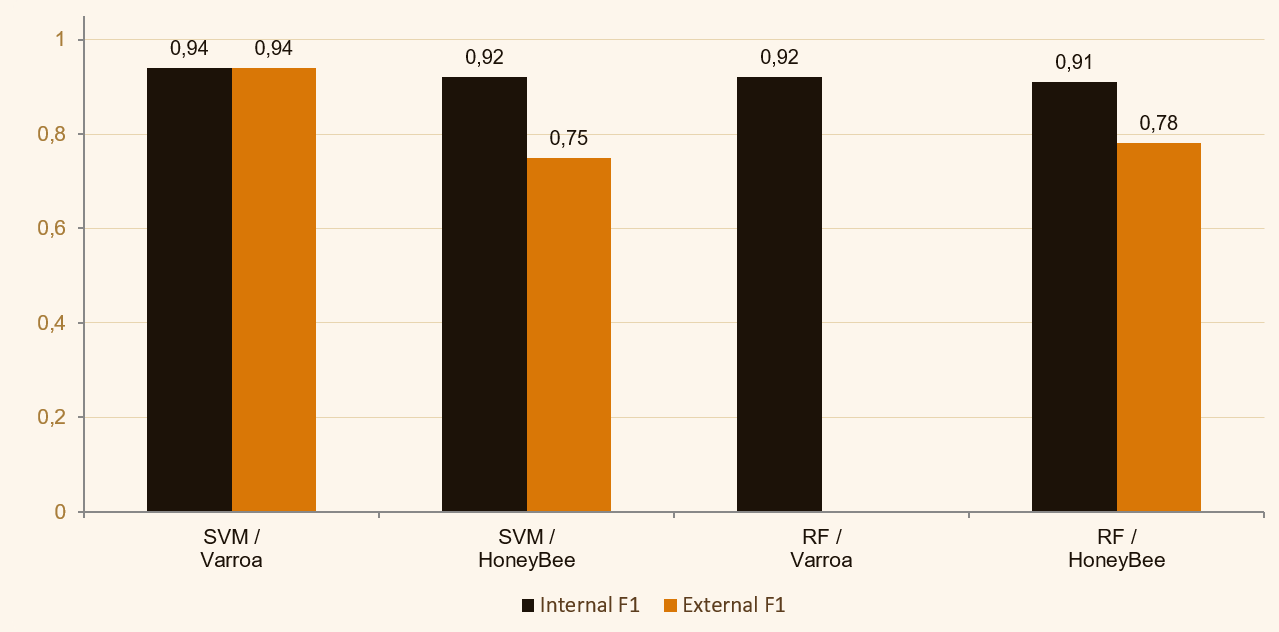 1
0,8
0,6
0,4
0,2
0
0,94
0,94
0,92
0,75
0,92
0,91
0,78
SVM /
Varroa
SVM /
HoneyBee
RF /
Varroa
RF /
HoneyBee
Internal F1
External F1